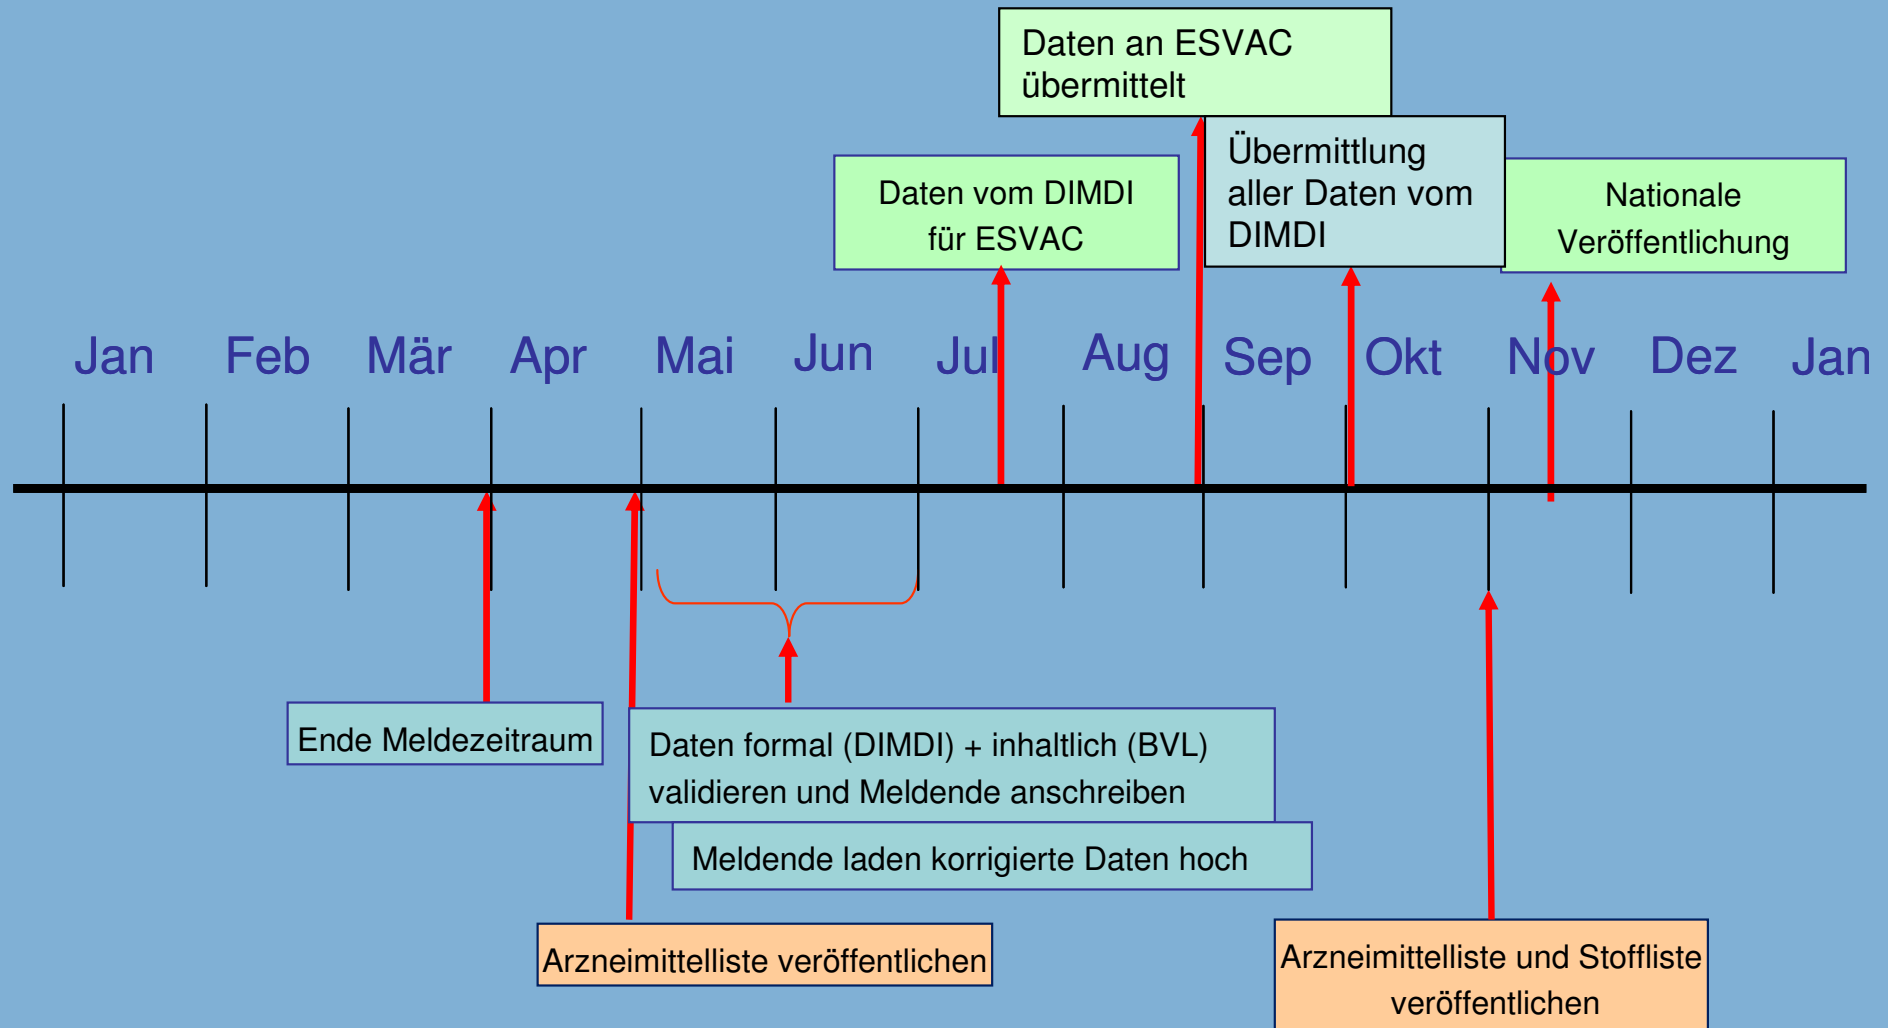 Daten an ESVAC
übermittelt
Übermittlung
aller Daten vom
DIMDI
Daten vom DIMDI
für ESVAC
Nationale
Veröffentlichung
Jan Feb Mär Apr Mai Jun Jul Aug Sep Okt Nov Dez Jan
Ende Meldezeitraum
Daten formal (DIMDI) + inhaltlich (BVL)
validieren und Meldende anschreiben
Meldende laden korrigierte Daten hoch
Arzneimittelliste veröffentlichen
Arzneimittelliste und Stoffliste
veröffentlichen